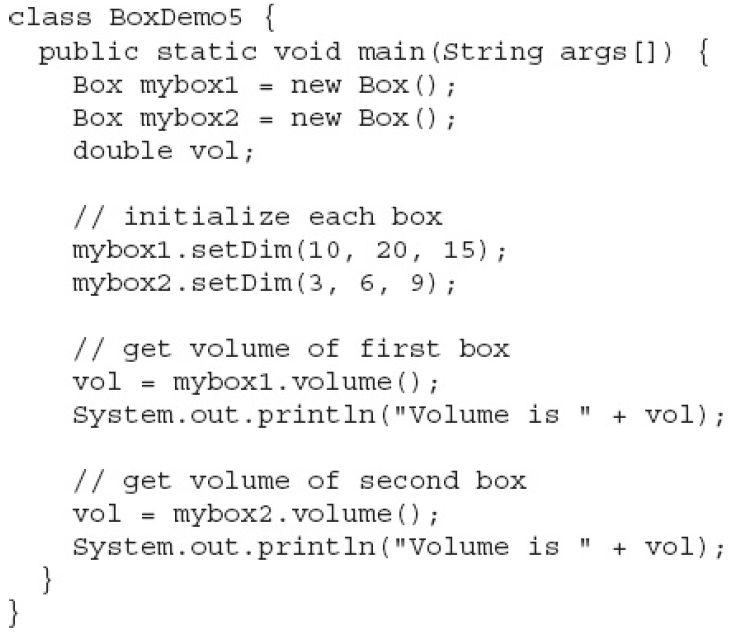 class BoxDemo5 {
  public static void main(String args[]) {
    Box mybox1 = new Box();
    Box mybox2 = new Box();
    double vol;

    // initialize each box
    mybox1.setDim(10, 20, 15);
    mybox2.setDim(3, 6, 9);

    // get volume of first box
    vol = mybox1.volume();
    System.out.println("Volume is " + vol);

    // get volume of second box
    vol = mybox2.volume();
    System.out.println("Volume is " + vol);
  }
}